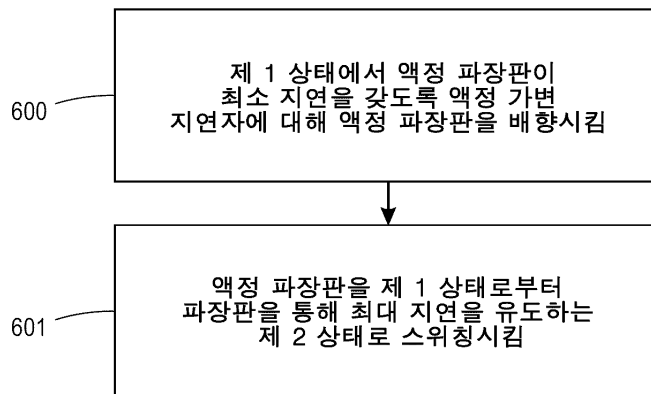 600
제 1 상태에서 액정 파장판이
최소 지연을 갖도록 액정 가변
지연자에 대해 액정 파장판을 배향시킴
601
액정 파장판을 제 1 상태로부터
파장판을 통해 최대 지연을 유도하는
제 2 상태로 스위칭시킴